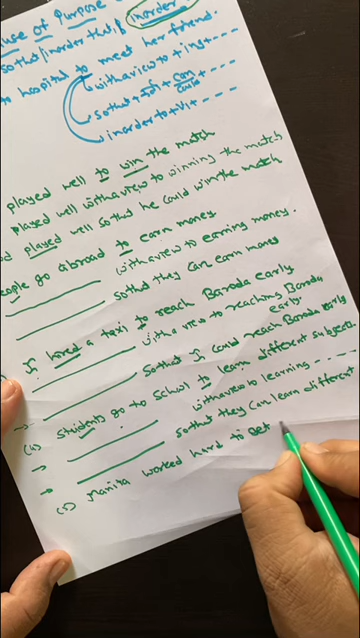 use of Purpose
so that / inorder that / inorder
to hospital to meet her friend.
with a view to + ing + ---
so that + sub + can/could + ---
inorder to + V1 + ---
played well to win the match
played well with a view to winning the match
played well so that he could win the match
people go abroad to earn money
with a view to earning money.
so that they can earn money
I hired a taxi to reach Baroda early
with a view to reaching Baroda early.
so that I could reach Baroda early
(4) students go to school to learn different subjects
→ with a view to learning - - - -
→ so that they can learn different
(5) Manita worked hard to get